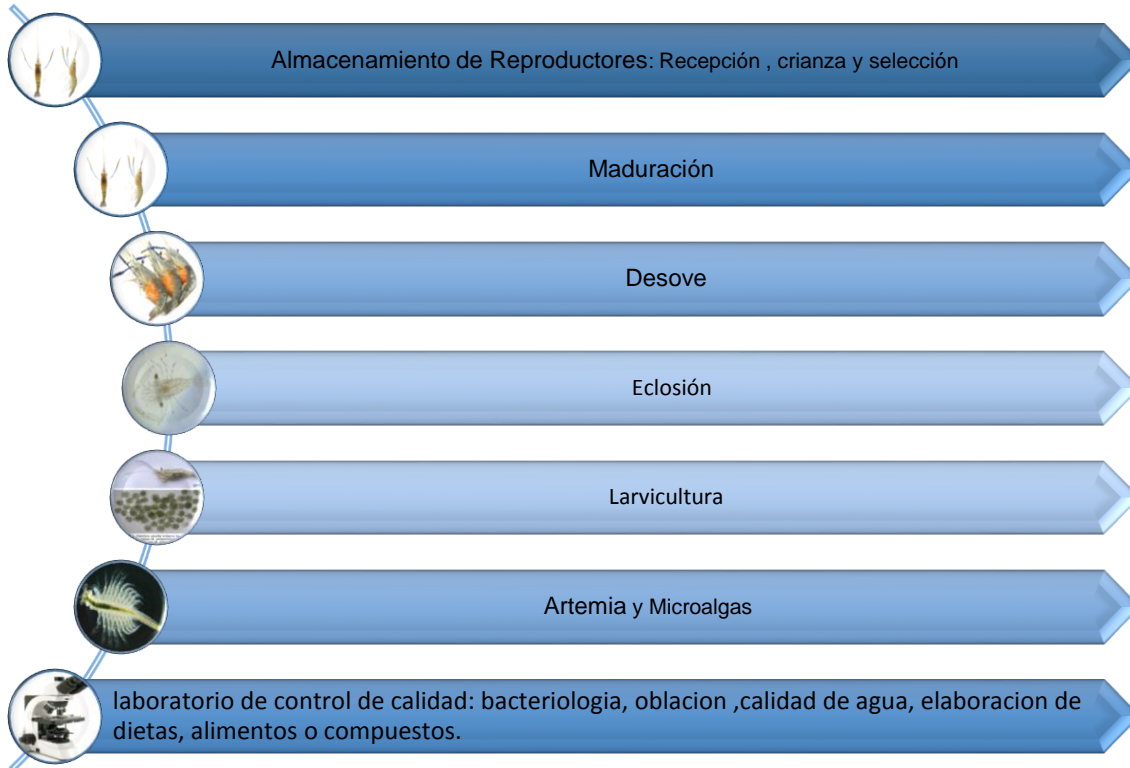 Almacenamiento de Reproductores: Recepción , crianza y selección
Maduración
Desove
Eclosión
Larvicultura
Artemia y Microalgas
laboratorio de control de calidad: bacteriologia, oblacion ,calidad de agua, elaboracion de
dietas, alimentos o compuestos.